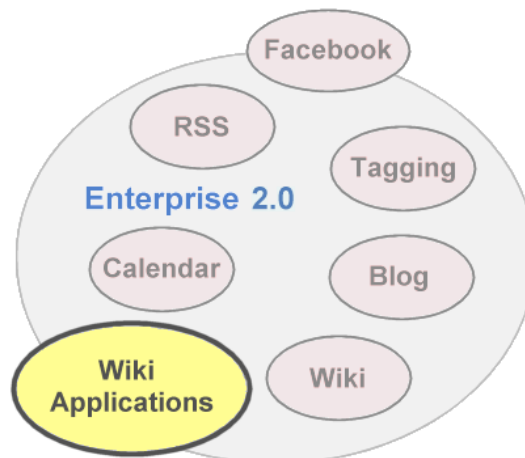 Facebook
RSS
Tagging
Enterprise 2.0
Calendar
Blog
Wiki
Applications
Wiki